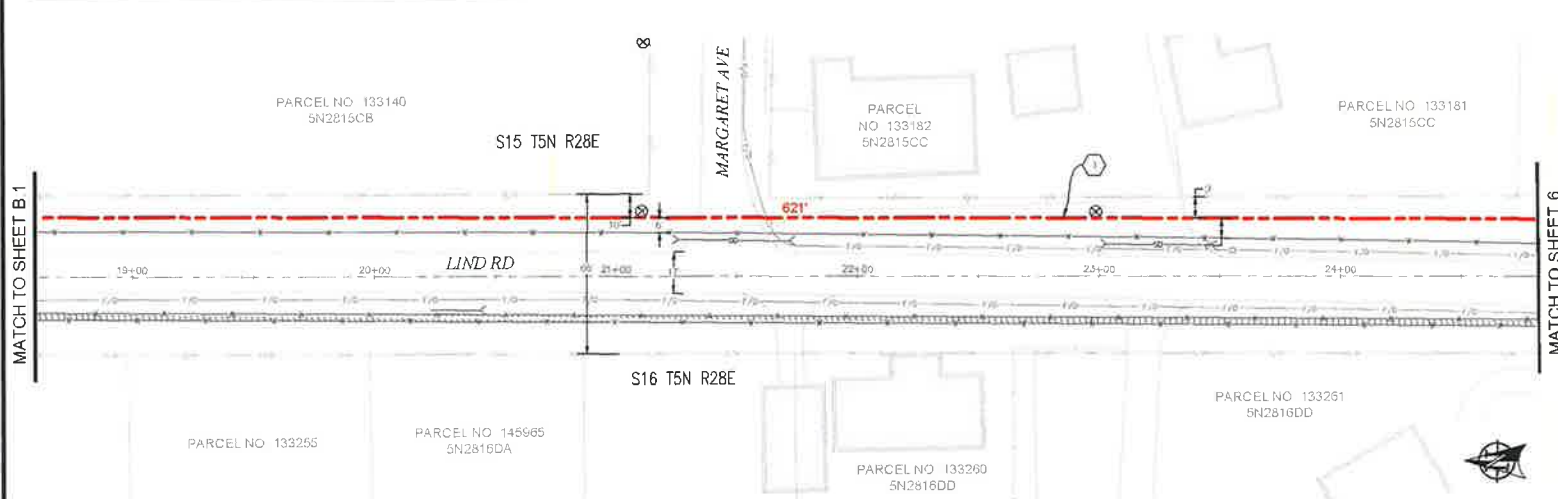 PARCEL NO 133140
5N2815CB
S15 T5N R28E
MARGARET AVE
PARCEL
NO 133182
5N2815CC
PARCEL NO 133181
5N2815CC
MATCH TO SHEET B.1
621'
10'
MATCH TO SHEET 6
19+00
20+00
LIND RD
21+00
22+00
23+00
24+00
S16 T5N R28E
PARCEL NO 133255
PARCEL NO 145965
5N2816DA
PARCEL NO 133260
5N2816DD
PARCEL NO 133261
5N2816DD